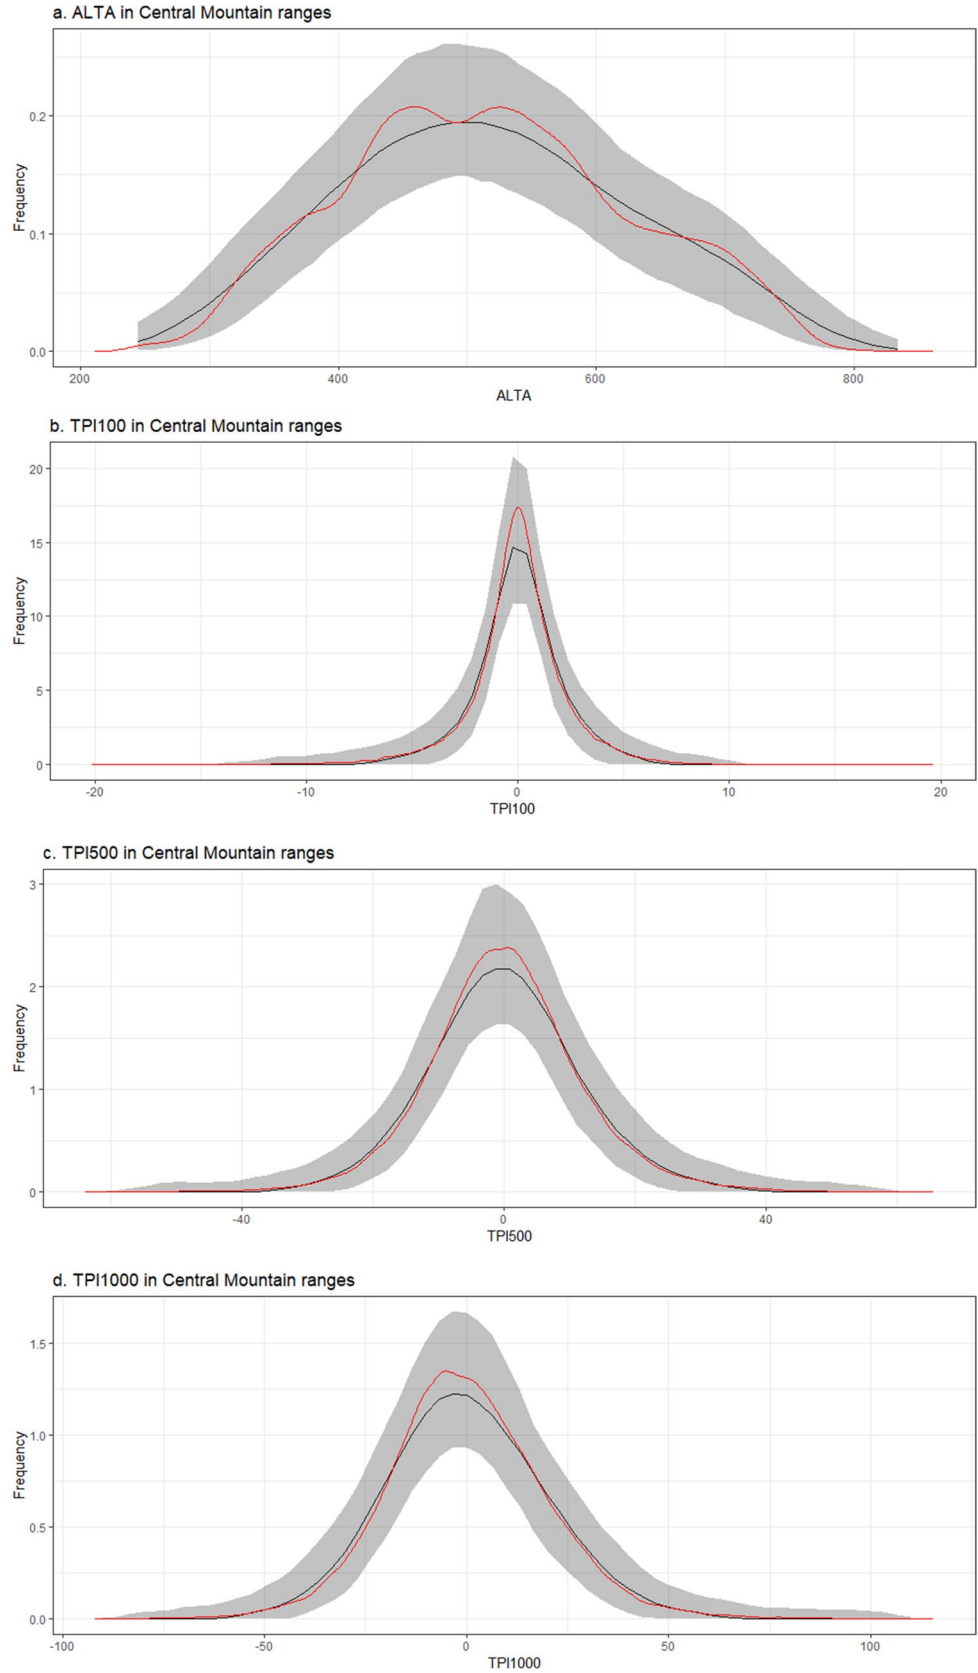 a. ALTA in Central Mountain ranges
Frequency
0.2
0.1
0.0
200 400 600 800
ALTA
b. TPI100 in Central Mountain ranges
Frequency
20
15
10
5
0
-20 -10 0 10 20
TPI100
c. TPI500 in Central Mountain ranges
Frequency
3
2
1
0
-40 0 40
TPI500
d. TPI1000 in Central Mountain ranges
Frequency
1.5
1.0
0.5
0.0
-100 -50 0 50 100
TPI1000